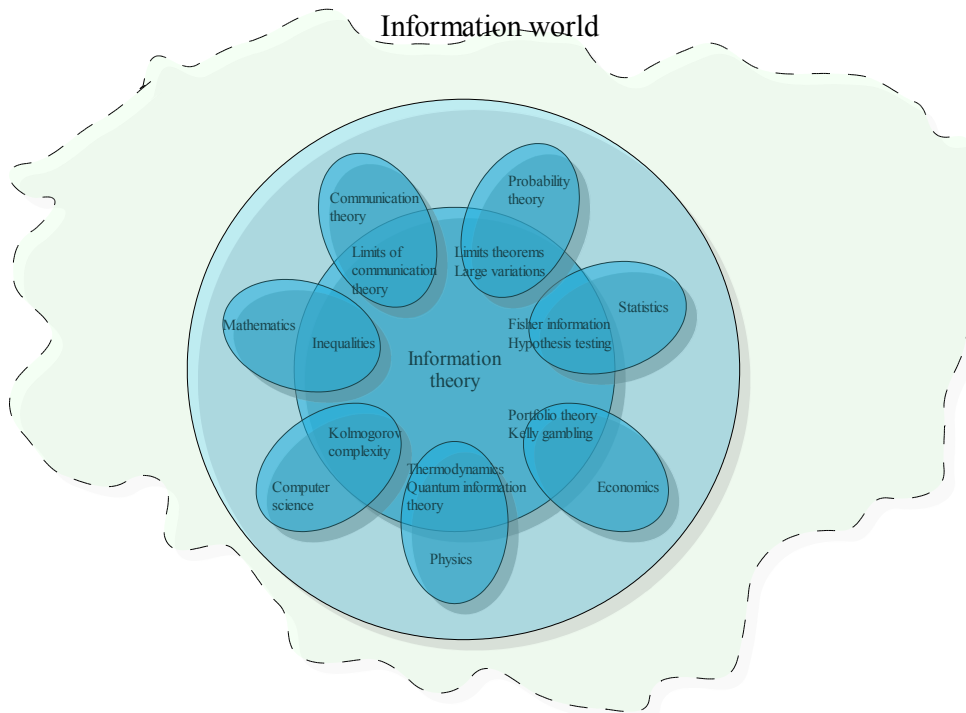 Information world
Communication
theory
Limits of
communication
theory
Probability
theory
Limits theorems
Large variations
Statistics
Fisher information
Hypothesis testing
Mathematics
Inequalities
Information
theory
Portfolio theory
Kelly gambling
Economics
Kolmogorov
complexity
Computer
science
Thermodynamics
Quantum information
theory
Physics